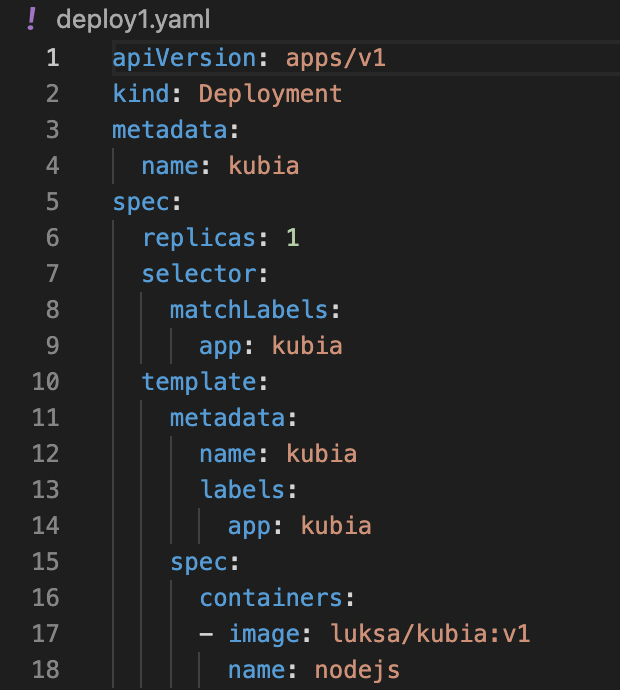 ! deploy1.yaml
1 apiVersion: apps/v1
2 kind: Deployment
3 metadata:
4   name: kubia
5 spec:
6   replicas: 1
7   selector:
8     matchLabels:
9       app: kubia
10   template:
11     metadata:
12       name: kubia
13       labels:
14         app: kubia
15     spec:
16       containers:
17       - image: luksa/kubia:v1
18         name: nodejs